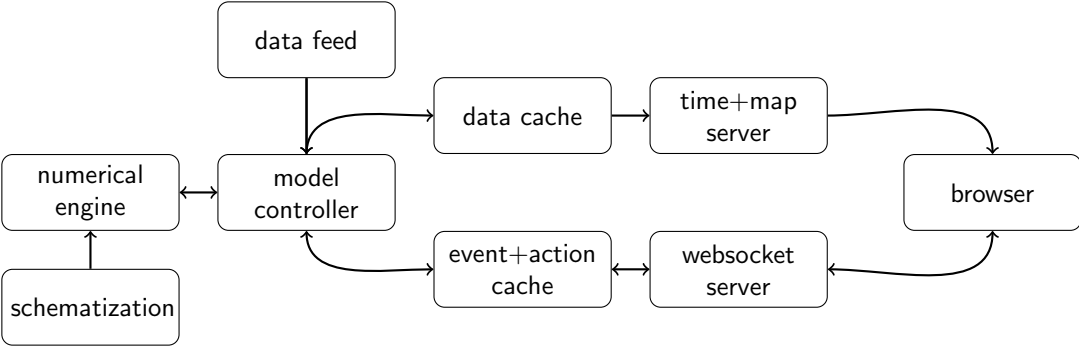 data feed
data cache
time+map
server
numerical
engine
model
controller
browser
event+action
cache
websocket
server
schematization